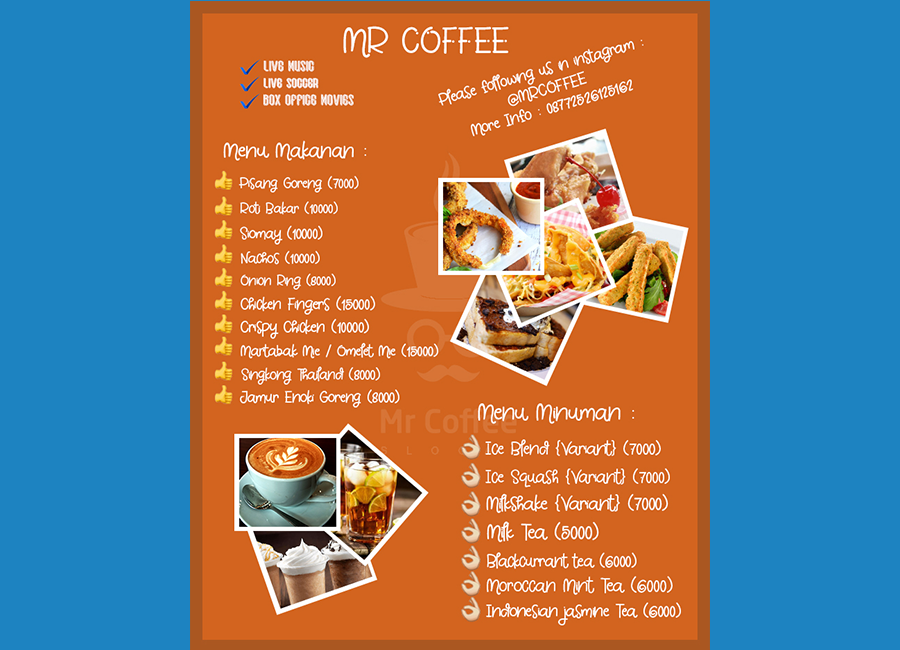 MR COFFEE
LIVE MUSIC
LIVE SOCCER
BOX OFFICE MOVIES
Please following us in instagram :
@MRCOFFEE
More Info : 08772526125162
Menu Makanan :
Pisang Goreng (7000)
Roti Bakar (10000)
Siomay (10000)
Nachos (10000)
Onion Ring (8000)
Chicken Fingers (15000)
Crispy Chicken (10000)
Martabak Mie / Omelet Mie (15000)
Singkong Thailand (8000)
Jamur Enoki Goreng (8000)
Mr Coffee
Menu Minuman :
Ice Blend {Variant} (7000)
Ice Squash {Variant} (7000)
Milkshake {Variant} (7000)
Milk Tea (5000)
Blackcurrant tea (6000)
Moroccan Mint Tea (6000)
Indonesian jasmine Tea (6000)